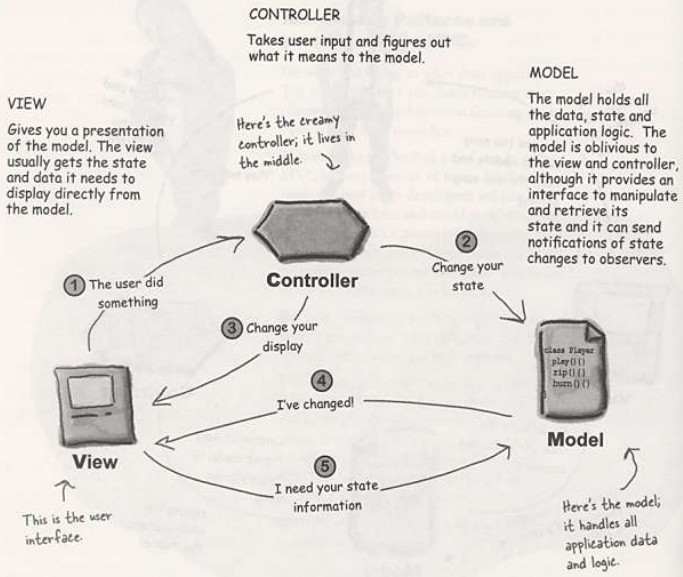 CONTROLLER
Takes user input and figures out
what it means to the model.
MODEL
The model holds all
the data, state and
application logic. The
model is oblivious to
the view and controller,
although it provides an
interface to manipulate
and retrieve its
state and it can send
notifications of state
changes to observers.
VIEW
Gives you a presentation
of the model. The view
usually gets the state
and data it needs to
display directly from
the model.
Here's the creamy
controller; it lives in
the middle.
Controller
1 The user did
something
2
Change your
state
3 Change your
display
4
I've changed!
5
I need your state
information
class Player
play(){}
rip(){}
burn(){}
View
Model
This is the user
interface.
Here's the model;
it handles all
application data
and logic.